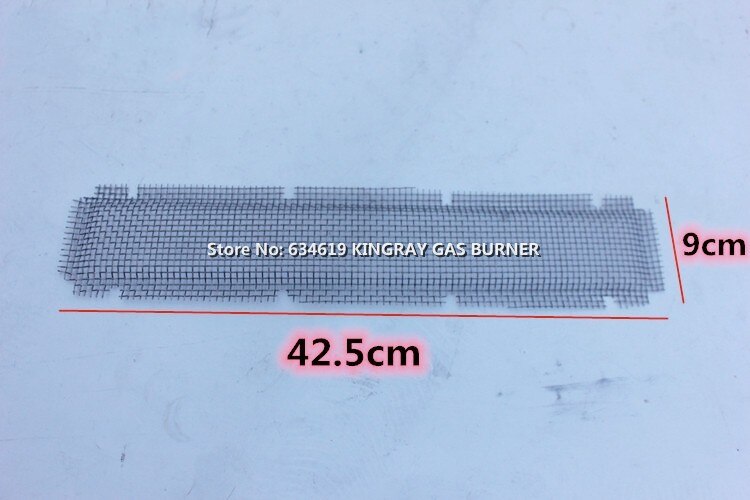 Store No: 634619 KINGRAY GAS BURNER
9cm
42.5cm